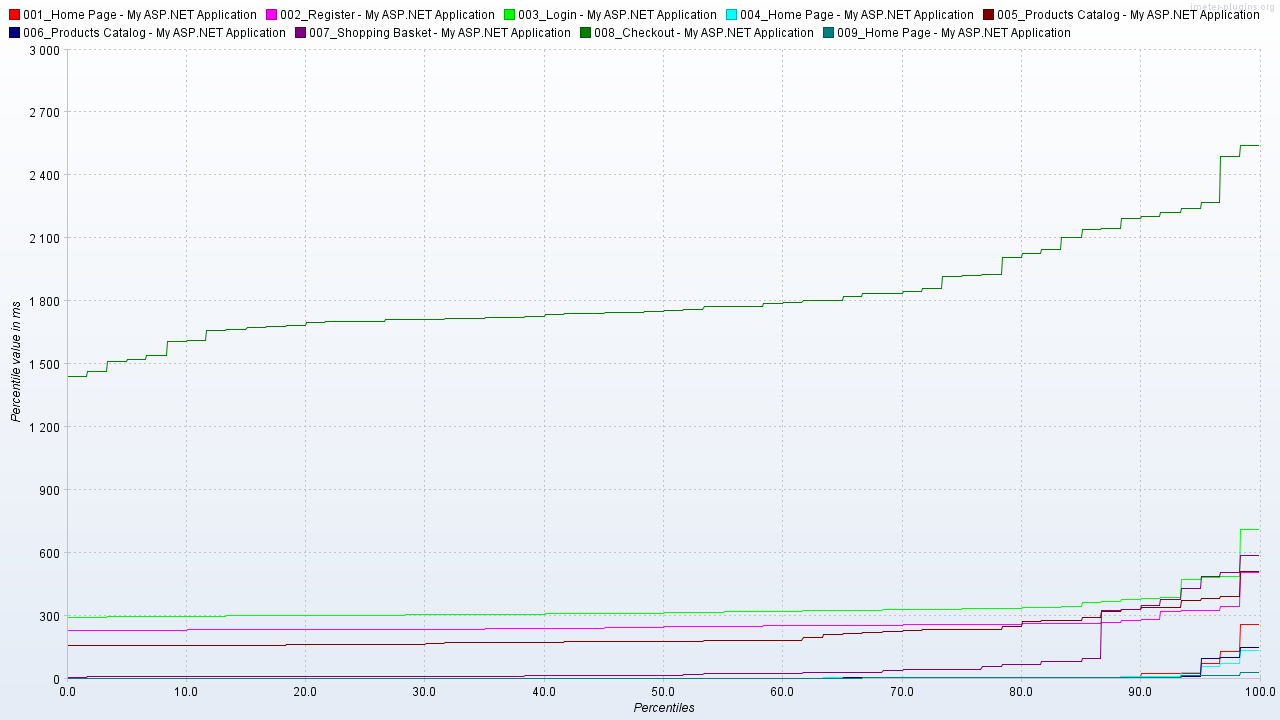 jmeter-plugins.org
001_Home Page - My ASP.NET Application 002_Register - My ASP.NET Application 003_Login - My ASP.NET Application 004_Home Page - My ASP.NET Application 005_Products Catalog - My ASP.NET Application
006_Products Catalog - My ASP.NET Application 007_Shopping Basket - My ASP.NET Application 008_Checkout - My ASP.NET Application 009_Home Page - My ASP.NET Application
3 000
2 700
2 400
2 100
1 800
1 500
1 200
900
600
300
0
Percentile value in ms
0.0 10.0 20.0 30.0 40.0 50.0 60.0 70.0 80.0 90.0 100.0
Percentiles